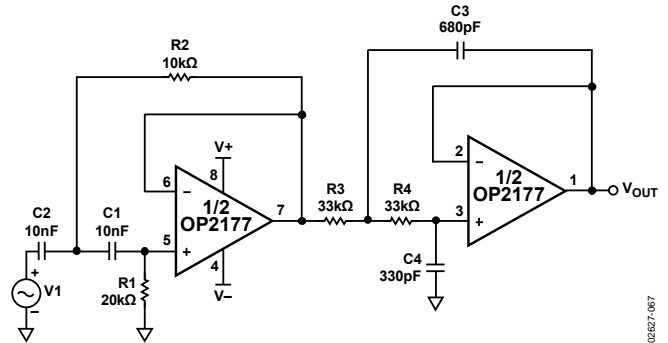 C3
680pF
R2
10kΩ
V+
8
6
–
1/2
OP2177
7
5
+
4
V–
C2
10nF
C1
10nF
+
V1
–
R1
20kΩ
R3
33kΩ
R4
33kΩ
2
–
1/2
OP2177
1
3
+
VOUT
C4
330pF
02627-067